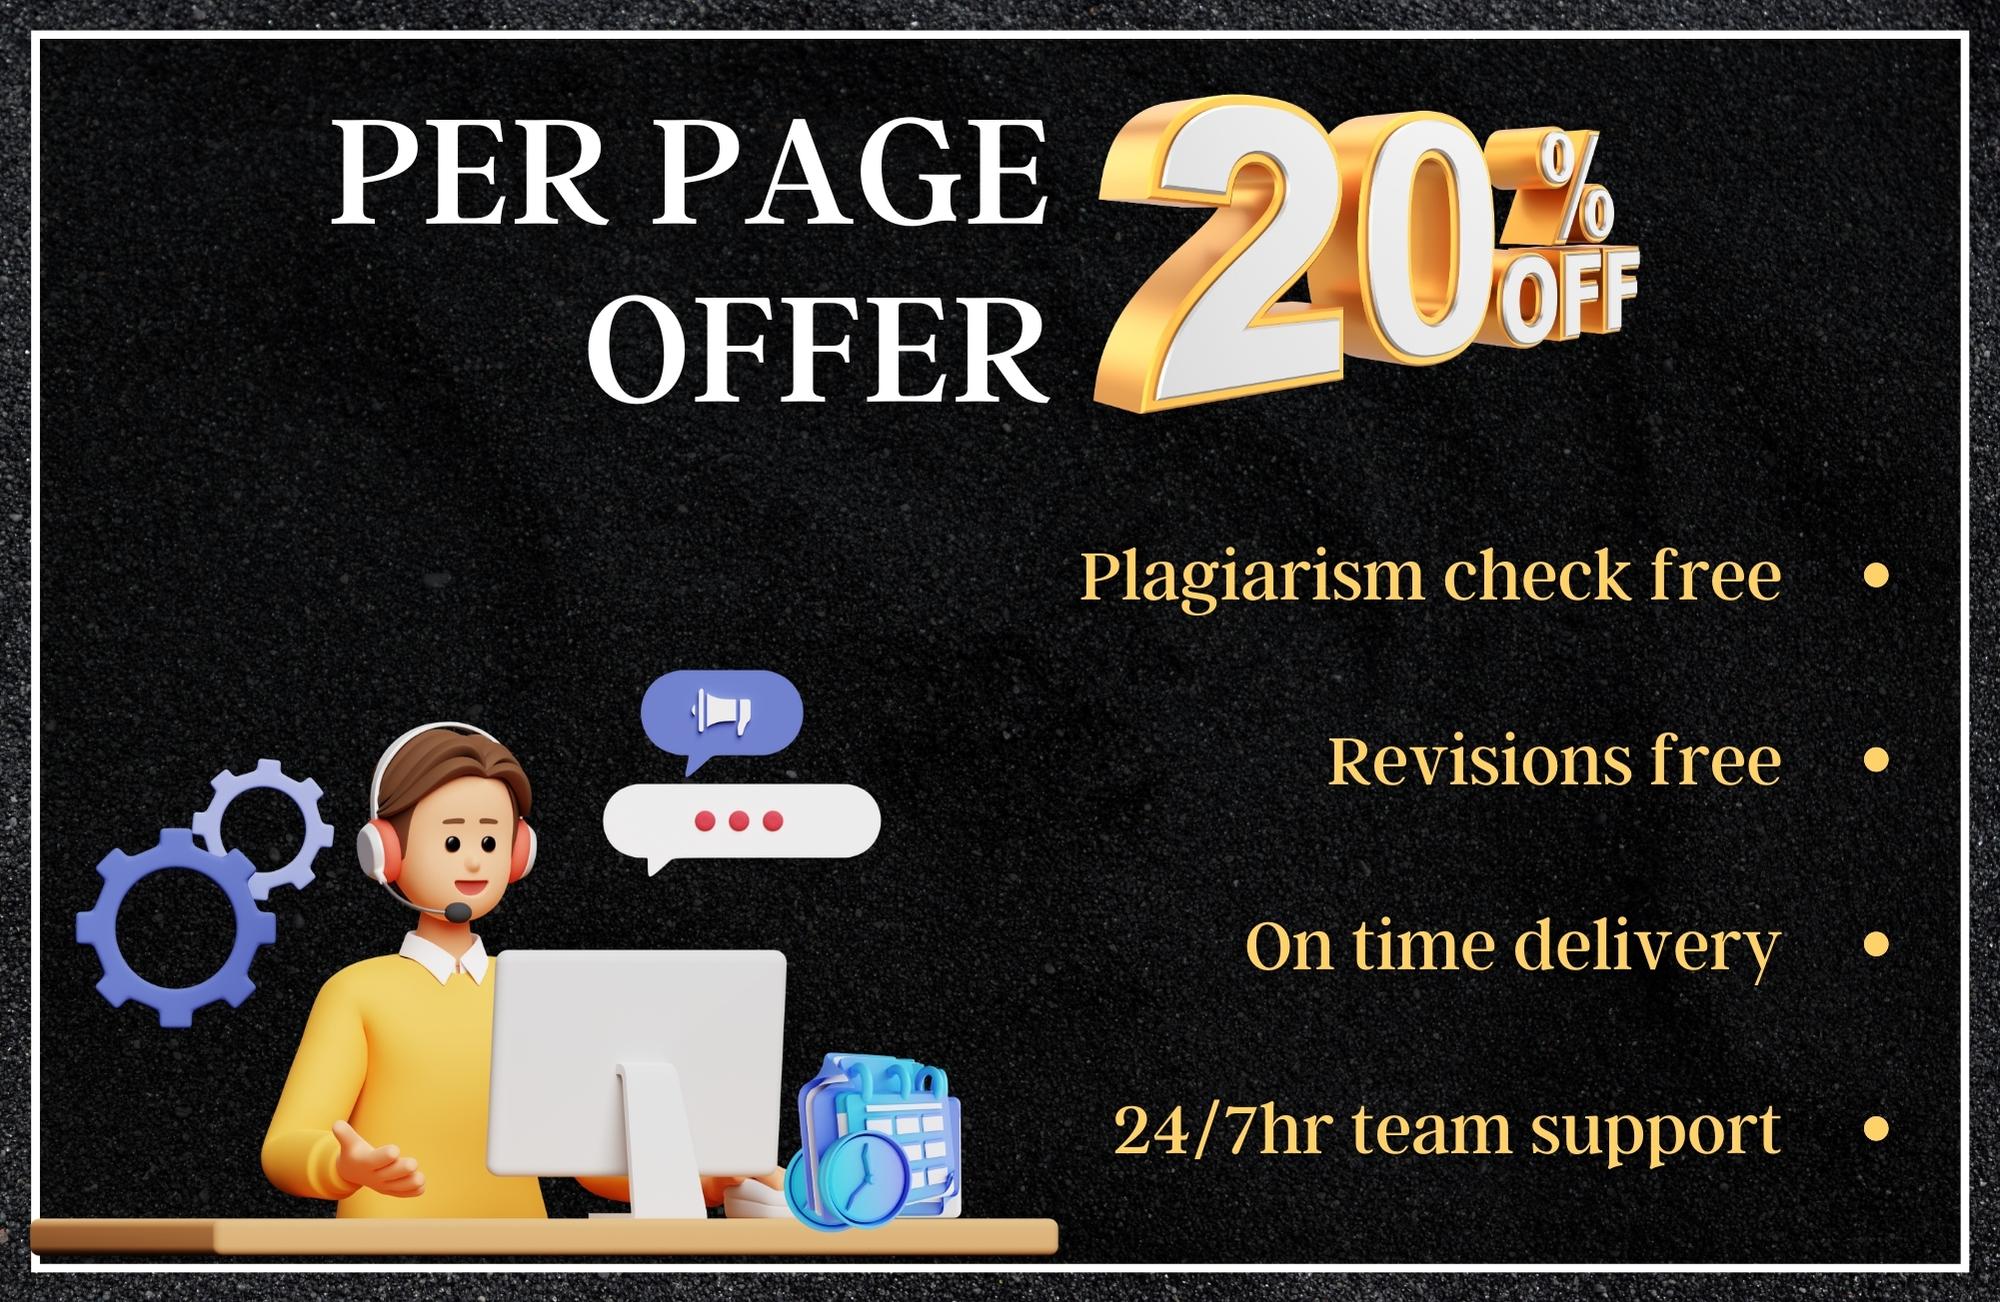 PER PAGE
OFFER
20% OFF
Plagiarism check free
Revisions free
On time delivery
24/7hr team support